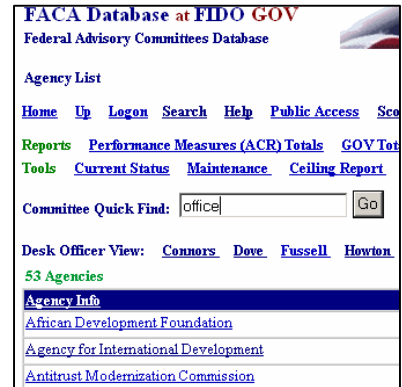 FACA Database at FIDO GOV
Federal Advisory Committees Database
Agency List
Home Up Logon Search Help Public Access
Reports Performance Measures (ACR) Totals
Tools Current Status Maintenance Ceiling Report
Committee Quick Find: office Go
Desk Officer View: Connors Dove Fussell Howton
53 Agencies
Agency Info
African Development Foundation
Agency for International Development
Antitrust Modernization Commission